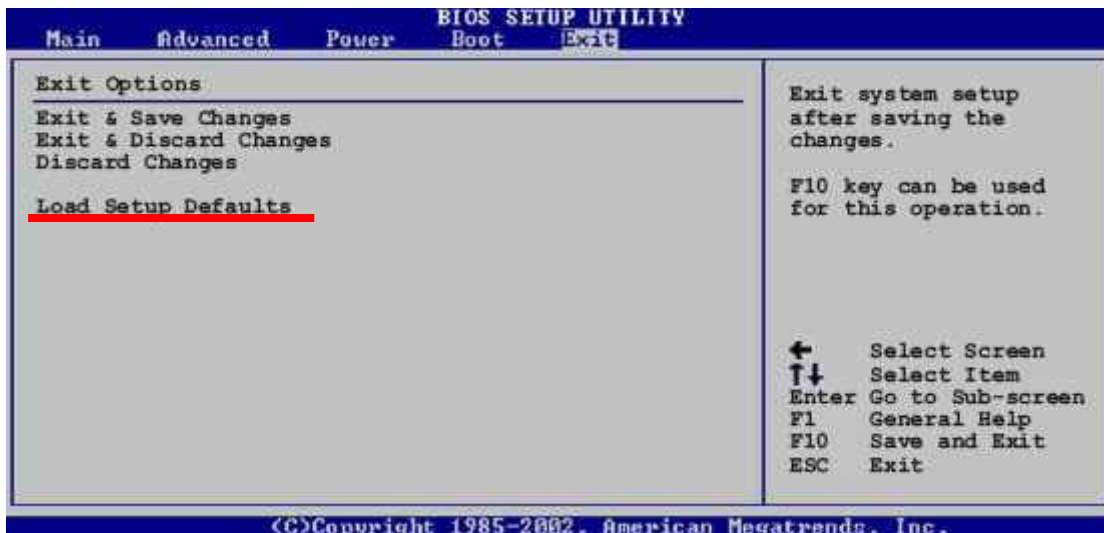 BIOS SETUP UTILITY
Main Advanced Power Boot Exit
Exit Options
Exit & Save Changes
Exit & Discard Changes
Discard Changes
Load Setup Defaults
Exit system setup
after saving the
changes.
F10 key can be used
for this operation.
← Select Screen
↑↓ Select Item
Enter Go to Sub-screen
F1 General Help
F10 Save and Exit
ESC Exit
(C)Copyright 1985-2002, American Megatrends, Inc.